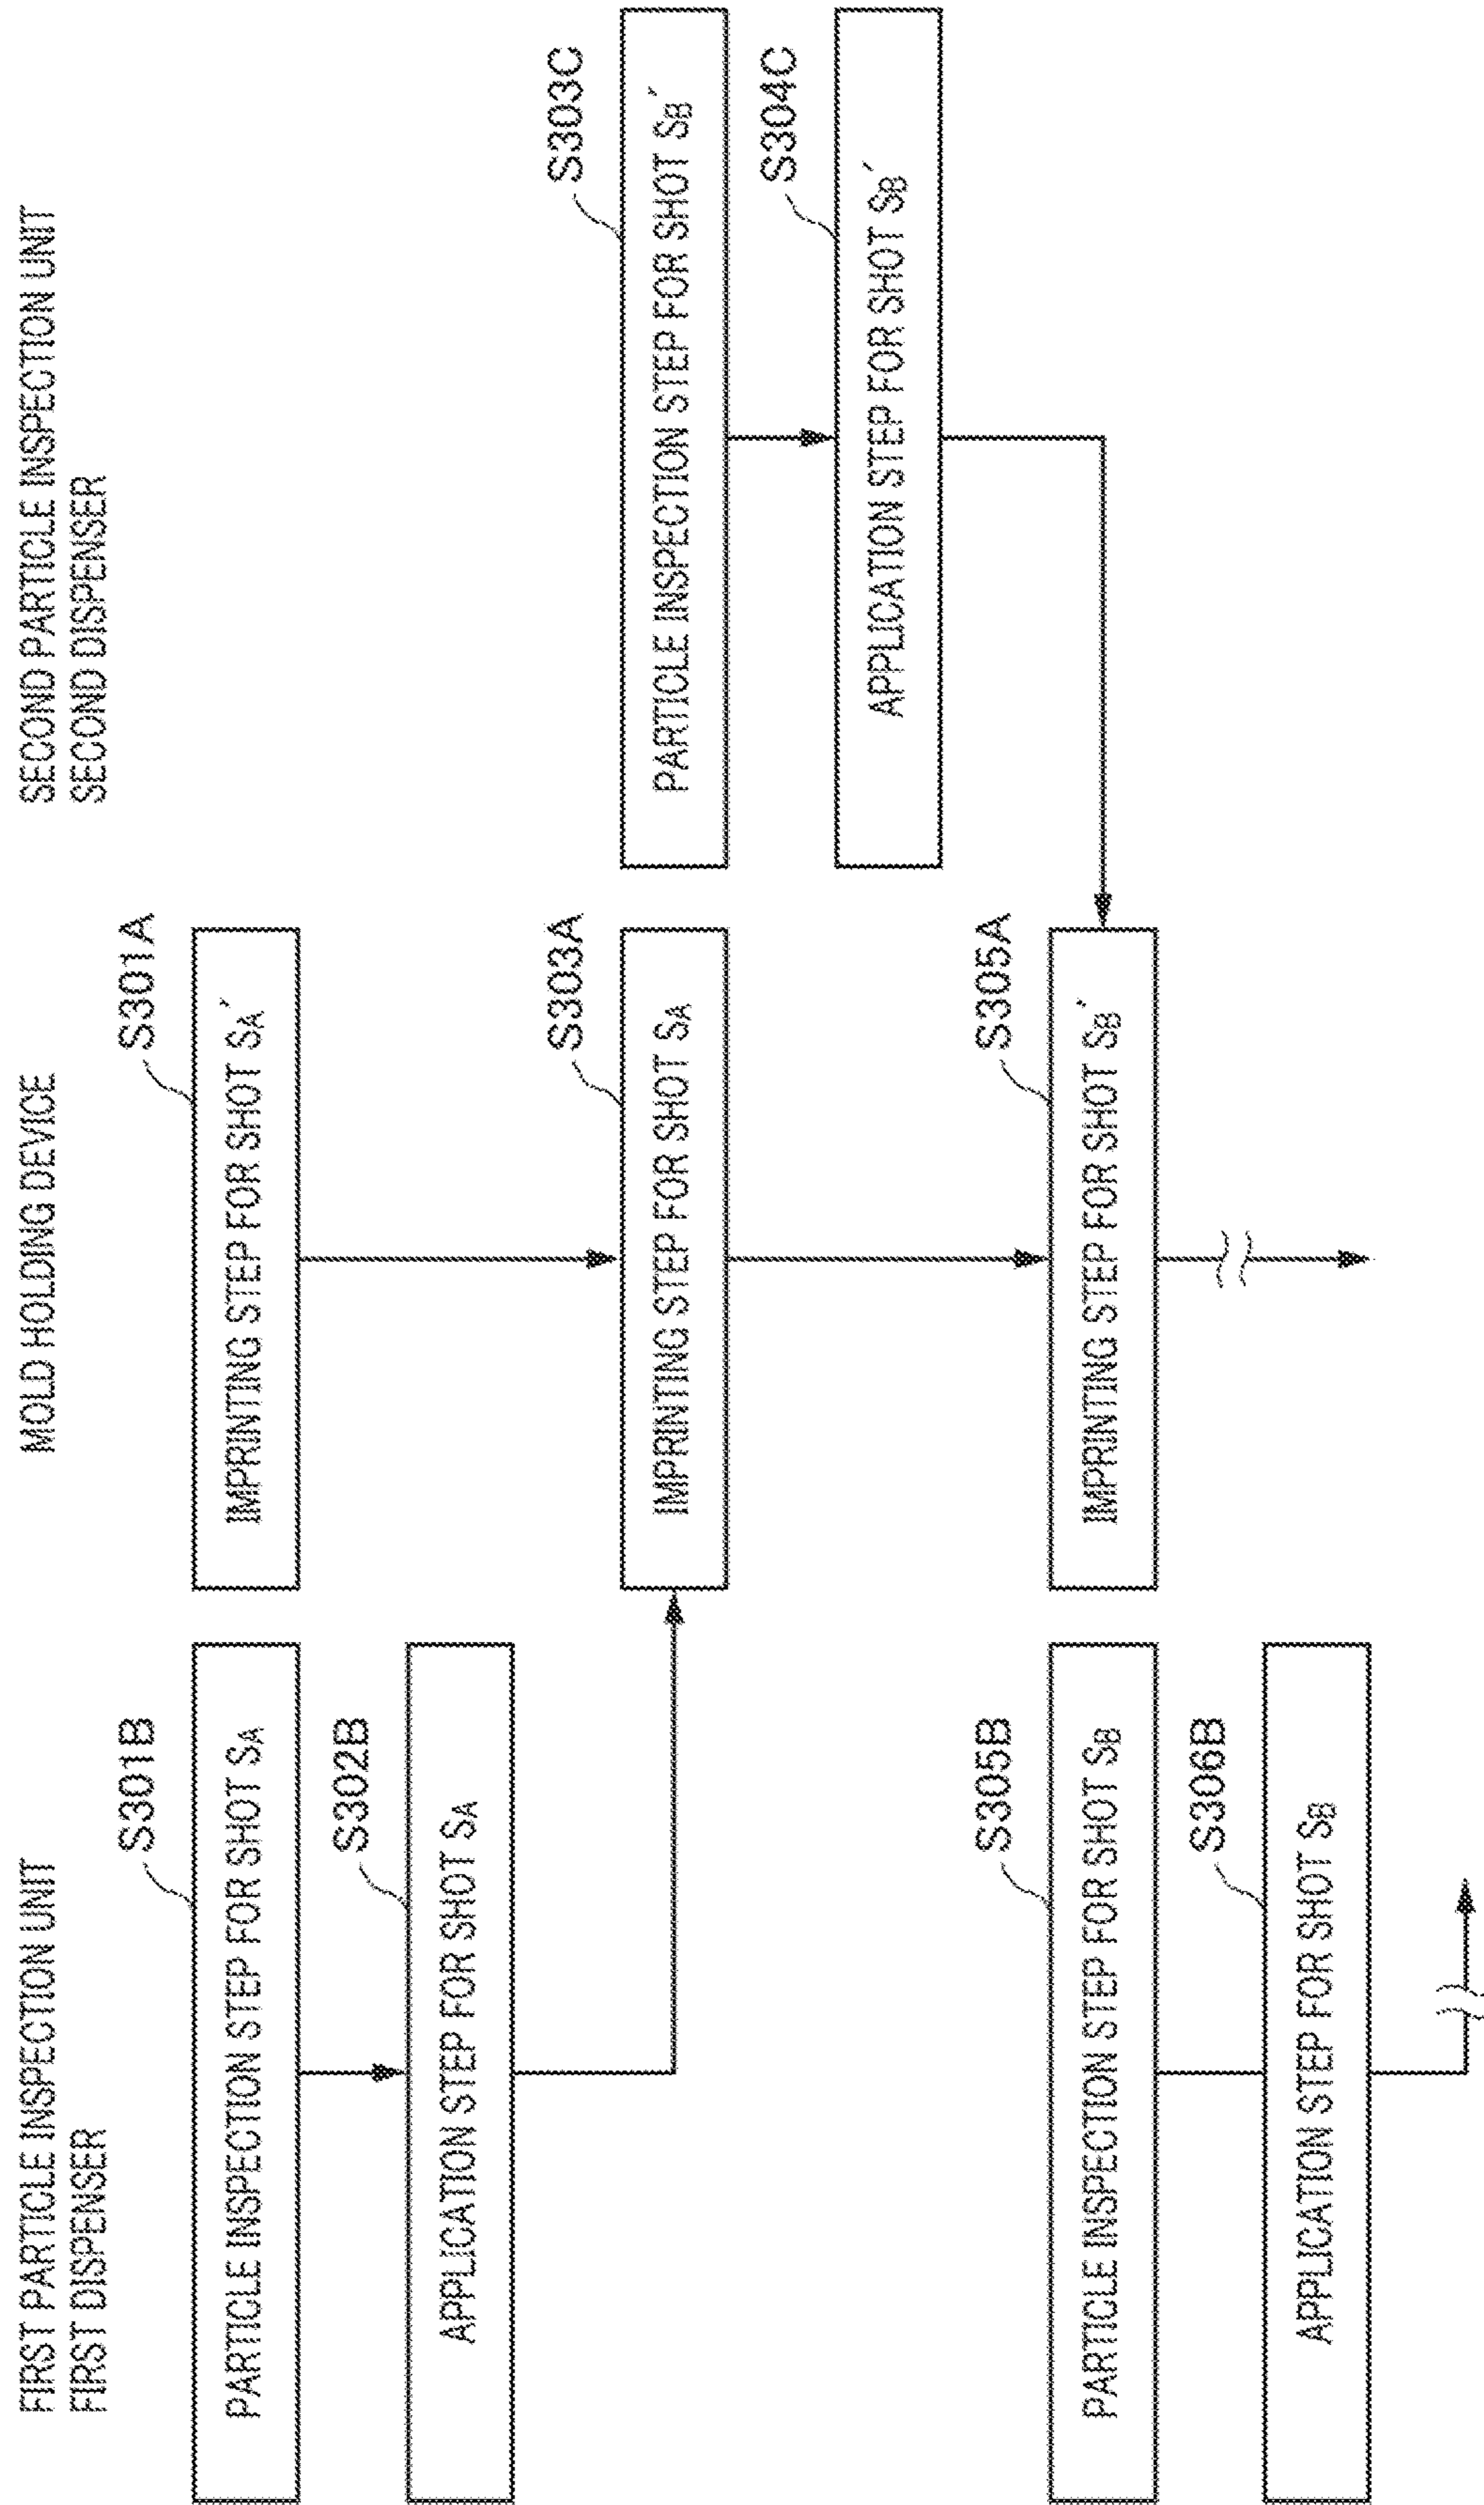 FIRST PARTICLE INSPECTION UNIT
FIRST DISPENSER
MOLD HOLDING DEVICE
SECOND PARTICLE INSPECTION UNIT
SECOND DISPENSER
S301B
PARTICLE INSPECTION STEP FOR SHOT SA
S301A
IMPRINTING STEP FOR SHOT SA´
S302B
APPLICATION STEP FOR SHOT SA
S303A
IMPRINTING STEP FOR SHOT SA
S303C
PARTICLE INSPECTION STEP FOR SHOT SB´
S304C
APPLICATION STEP FOR SHOT SB´
S305B
PARTICLE INSPECTION STEP FOR SHOT SB
S305A
IMPRINTING STEP FOR SHOT SB´
S306B
APPLICATION STEP FOR SHOT SB